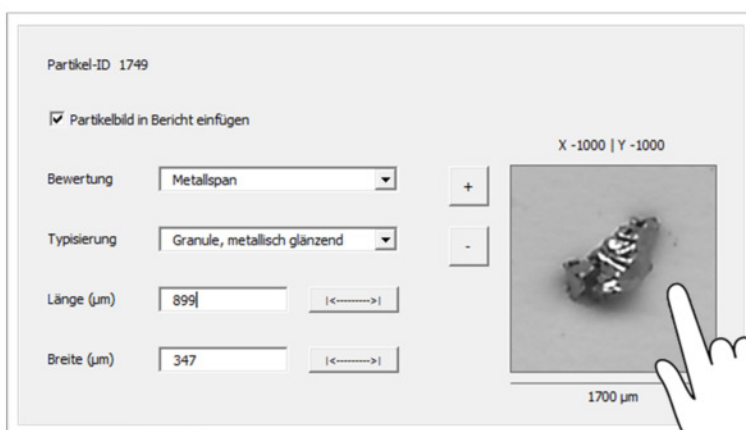 Partikel-ID 1749
Partikelbild in Bericht einfügen
X -1000 | Y -1000
Bewertung Metallspan +
Typisierung Granule, metallisch glänzend -
Länge (µm) 899 |<--------->|
Breite (µm) 347 |<--------->|
1700 µm